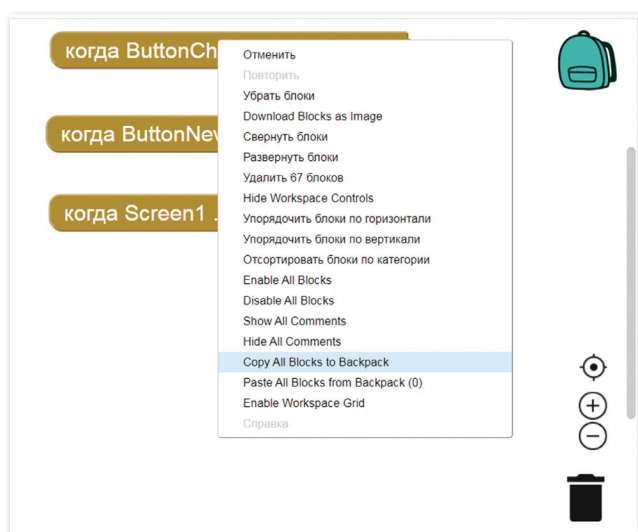 когда ButtonCh
Отменить
Повторить
Убрать блоки
Download Blocks as Image
когда ButtonNev
Свернуть блоки
Развернуть блоки
Удалить 67 блоков
Hide Workspace Controls
когда Screen1 .
Упорядочить блоки по горизонтали
Упорядочить блоки по вертикали
Отсортировать блоки по категории
Enable All Blocks
Disable All Blocks
Show All Comments
Hide All Comments
Copy All Blocks to Backpack
Paste All Blocks from Backpack (0)
Enable Workspace Grid
Справка